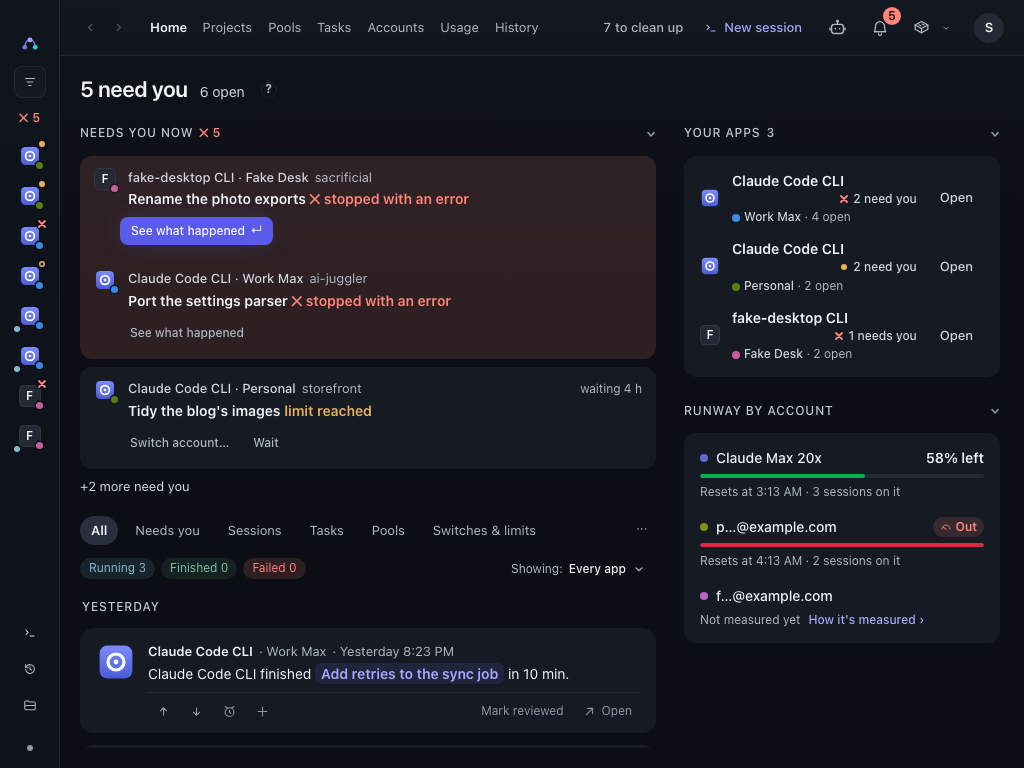 Home Projects Pools Tasks Accounts Usage History 7 to clean up New session 5 S
5 need you 6 open ?
5
NEEDS YOU NOW 5
F fake-desktop CLI · Fake Desk sacrificial
Rename the photo exports stopped with an error
See what happened
Claude Code CLI · Work Max ai-juggler
Port the settings parser stopped with an error
See what happened
Claude Code CLI · Personal storefront waiting 4 h
Tidy the blog's images limit reached
Switch account... Wait
F
F
+2 more need you
All Needs you Sessions Tasks Pools Switches & limits ...
Running 3 Finished 0 Failed 0 Showing: Every app
YESTERDAY
Claude Code CLI · Work Max · Yesterday 8:23 PM
Claude Code CLI finished Add retries to the sync job in 10 min.
Mark reviewed Open
YOUR APPS 3
Claude Code CLI
2 need you Open
Work Max · 4 open
Claude Code CLI
2 need you Open
Personal · 2 open
fake-desktop CLI
F 1 needs you Open
Fake Desk · 2 open
RUNWAY BY ACCOUNT
Claude Max 20x 58% left
Resets at 3:13 AM · 3 sessions on it
p...@example.com Out
Resets at 4:13 AM · 2 sessions on it
f...@example.com
Not measured yet How it's measured ›